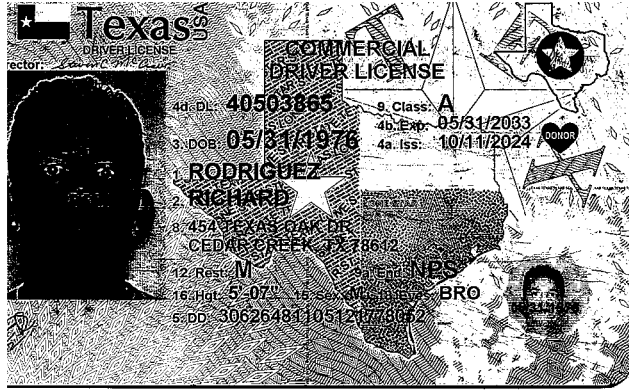 Texas USA
DRIVER LICENSE
COMMERCIAL
DRIVER LICENSE
4d. DL: 40503865 9. Class: A
4b. Exp: 05/31/2033
3. DOB: 05/31/1976 4a. Iss: 10/11/2024
DONOR
1. RODRIGUEZ
2. RICHARD
8. 454 TEXAS OAK DR
CEDAR CREEK, TX 78612
12. Rest: M 9a. End: NPS
16. Hgt: 5'-07" 15. Sex: M 18. Eyes: BRO
5. DD: